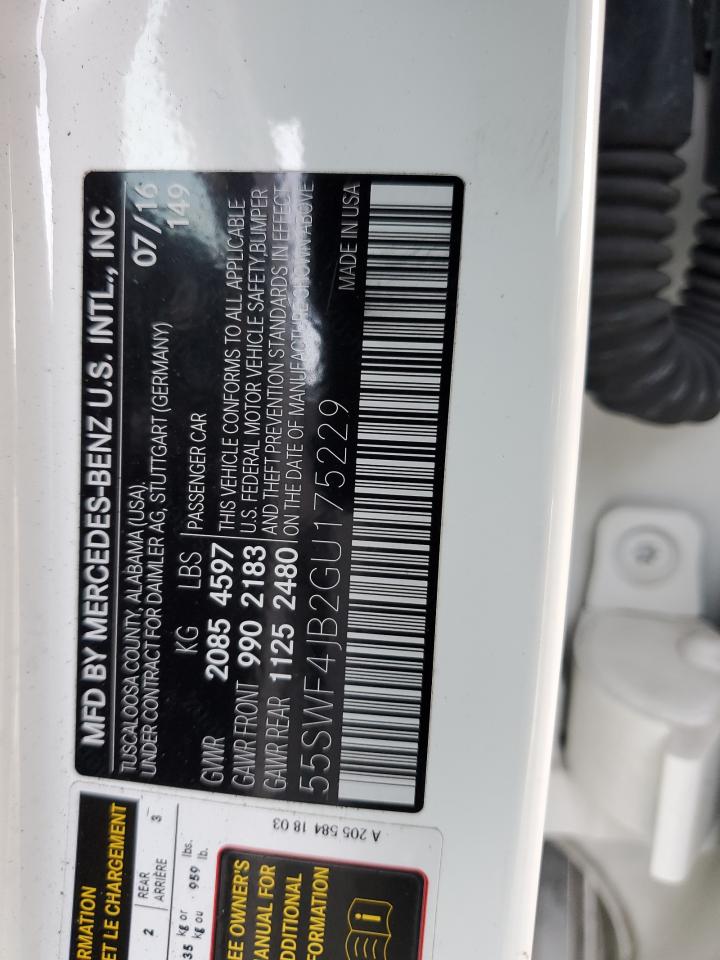 MFD BY MERCEDES-BENZ U.S. INTL., INC
TUSCALOOSA COUNTY, ALABAMA (USA),
UNDER CONTRACT FOR DAIMLER AG, STUTTGART (GERMANY)
07/16
149
KG LBS PASSENGER CAR
GVWR 2085 4597
GAWR FRONT 990 2183
GAWR REAR 1125 2480
THIS VEHICLE CONFORMS TO ALL APPLICABLE
U.S. FEDERAL MOTOR VEHICLE SAFETY,BUMPER
AND THEFT PREVENTION STANDARDS IN EFFECT
ON THE DATE OF MANUFACTURE SHOWN ABOVE
55SWF4JB2GU175229
MADE IN USA
RMATION
ET LE CHARGEMENT
2 REAR 3
ARRIÈRE
35 kg or 959 lbs.
kg ou lb.
EE OWNER'S
ANUAL FOR
DDITIONAL
FORMATION
i
A 205 584 18 03